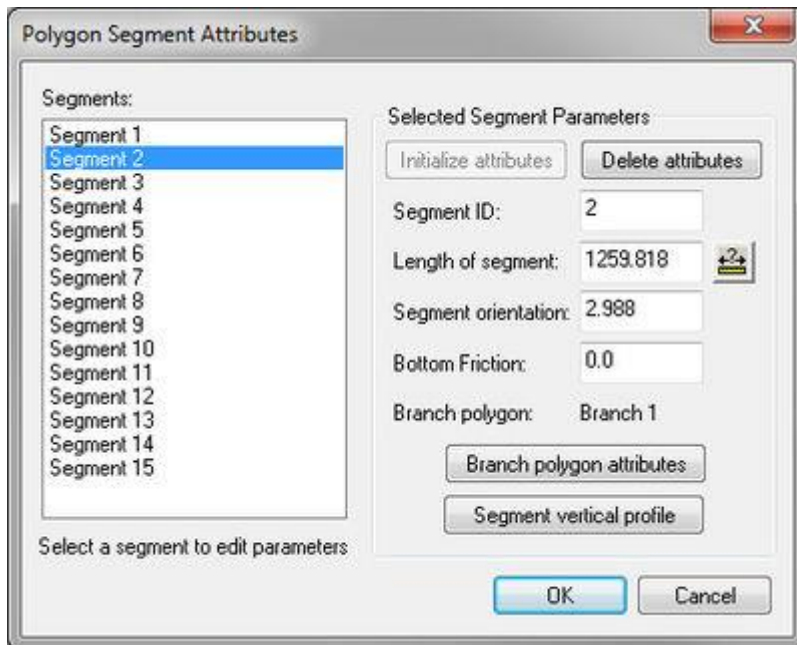 Polygon Segment Attributes
Segments:
Segment 1
Segment 2
Segment 3
Segment 4
Segment 5
Segment 6
Segment 7
Segment 8
Segment 9
Segment 10
Segment 11
Segment 12
Segment 13
Segment 14
Segment 15
Select a segment to edit parameters
Selected Segment Parameters
Initialize attributes Delete attributes
Segment ID: 2
Length of segment: 1259.818
Segment orientation: 2.988
Bottom Friction: 0.0
Branch polygon: Branch 1
Branch polygon attributes
Segment vertical profile
OK Cancel